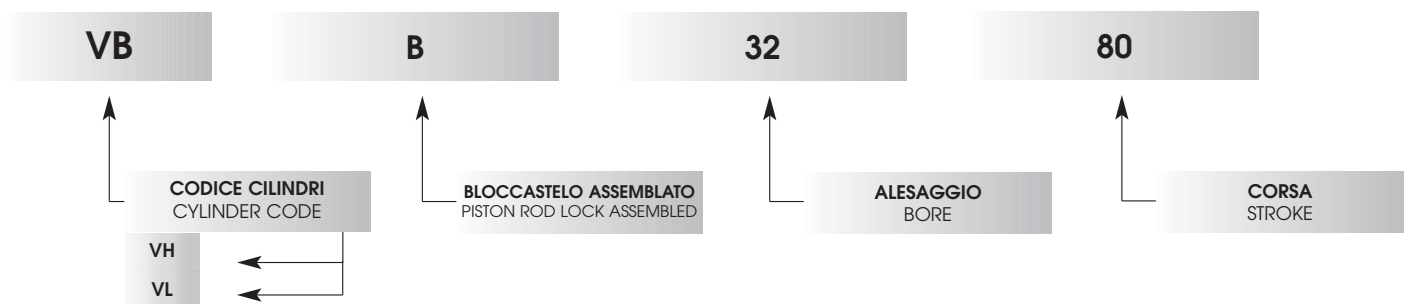 VB
B
32
80
CODICE CILINDRI
CYLINDER CODE
BLOCCASTELO ASSEMBLATO
PISTON ROD LOCK ASSEMBLED
ALESAGGIO
BORE
CORSA
STROKE
VH
VL